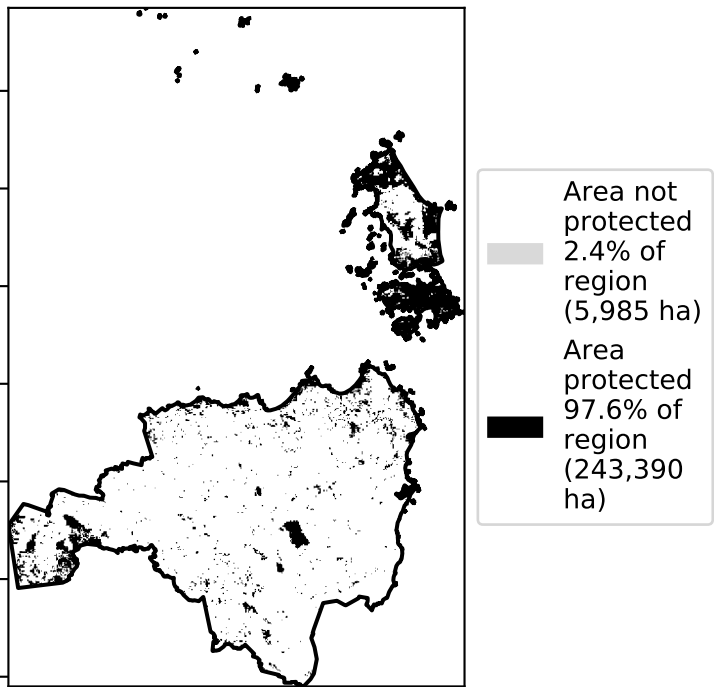 Area not
protected
2.4% of
region
(5,985 ha)
Area
protected
97.6% of
region
(243,390
ha)